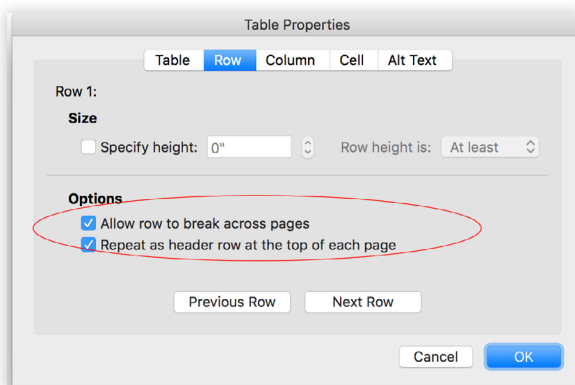 Table Properties
Table Row Column Cell Alt Text
Row 1:
Size
Specify height: 0" Row height is: At least
Options
Allow row to break across pages
Repeat as header row at the top of each page
Previous Row Next Row
Cancel OK